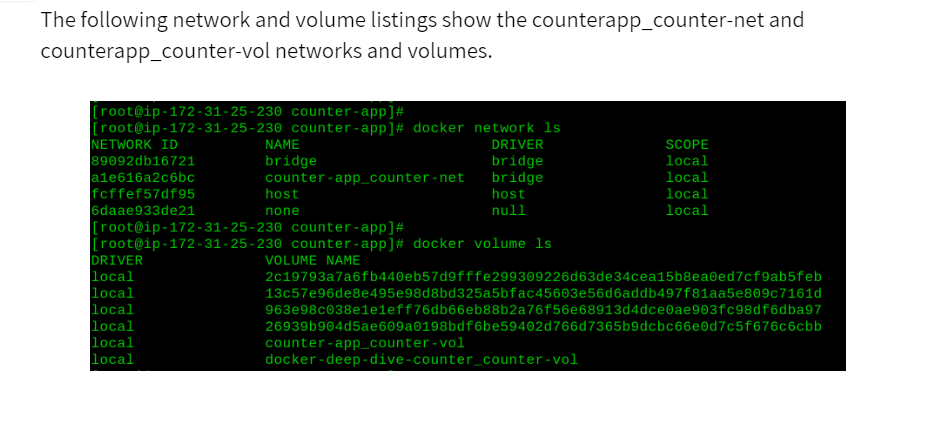 The following network and volume listings show the counterapp_counter-net and
counterapp_counter-vol networks and volumes.
[root@ip-172-31-25-230 counter-app]#
[root@ip-172-31-25-230 counter-app]# docker network ls
NETWORK ID NAME DRIVER SCOPE
89092db16721 bridge bridge local
a1e616a2c6bc counter-app_counter-net bridge local
fcffef57df95 host host local
6daae933de21 none null local
[root@ip-172-31-25-230 counter-app]#
[root@ip-172-31-25-230 counter-app]# docker volume ls
DRIVER VOLUME NAME
local 2c19793a7a6fb440eb57d9fffe299309226d63de34cea15b8ea0ed7cf9ab5feb
local 13c57e96de8e495e98d8bd325a5bfac45603e56d6addb497f81aa5e809c7161d
local 963e98c038e1e1eff76db66eb88b2a76f56e68913d4dce0ae903fc98df6dba97
local 26939b904d5ae609a0198bdf6be59402d766d7365b9dcbc66e0d7c5f676c6cbb
local counter-app_counter-vol
local docker-deep-dive-counter_counter-vol